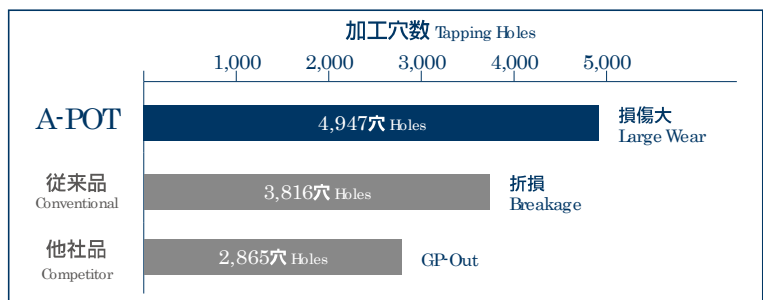 加工穴数 Tapping Holes
1,000 2,000 3,000 4,000 5,000
A-POT 4,947穴 Holes 損傷大
Large Wear
従来品 3,816穴 Holes 折損
Conventional Breakage
他社品 2,865穴 Holes GP-Out
Competitor